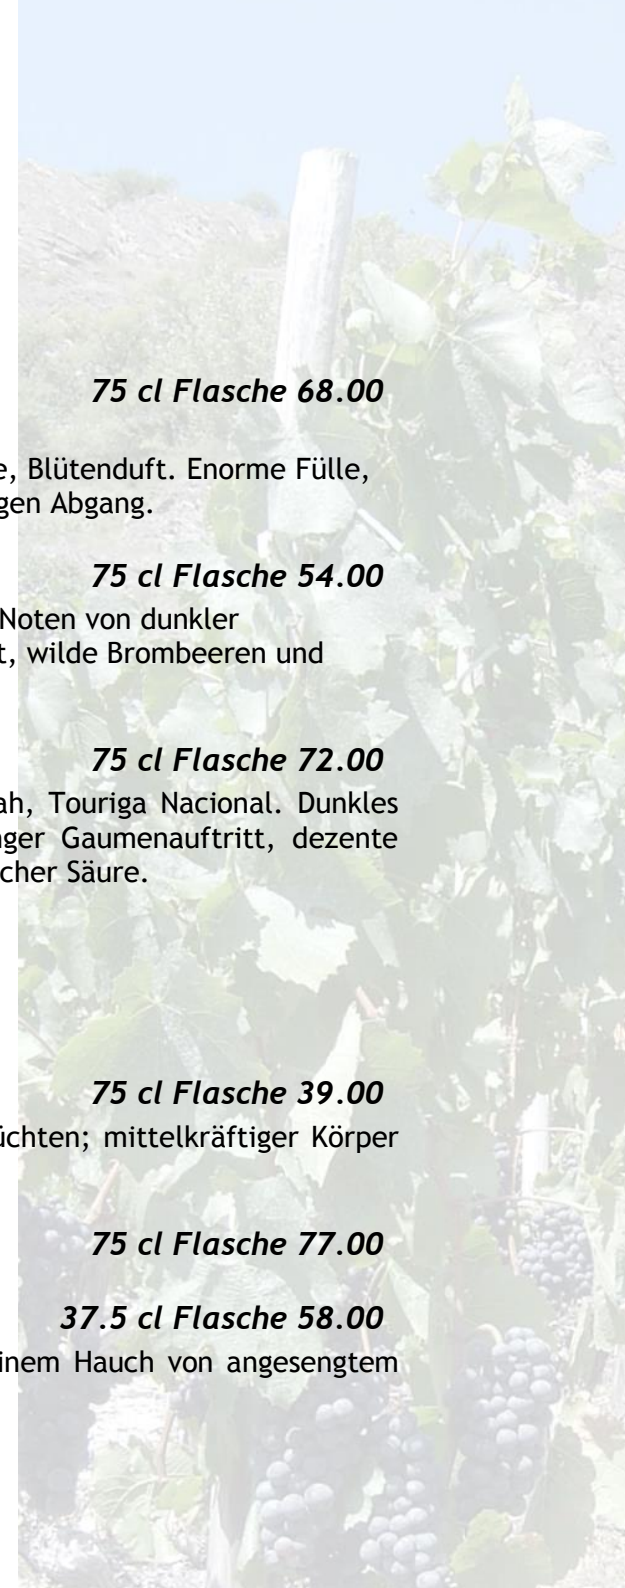 75 cl Flasche 68.00
e, Blütenduft. Enorme Fülle,
gen Abgang.
75 cl Flasche 54.00
Noten von dunkler
t, wilde Brombeeren und
75 cl Flasche 72.00
ah, Touriga Nacional. Dunkles
nger Gaumenauftritt, dezente
cher Säure.
75 cl Flasche 39.00
üchten; mittelkräftiger Körper
75 cl Flasche 77.00
37.5 cl Flasche 58.00
inem Hauch von angesengtem